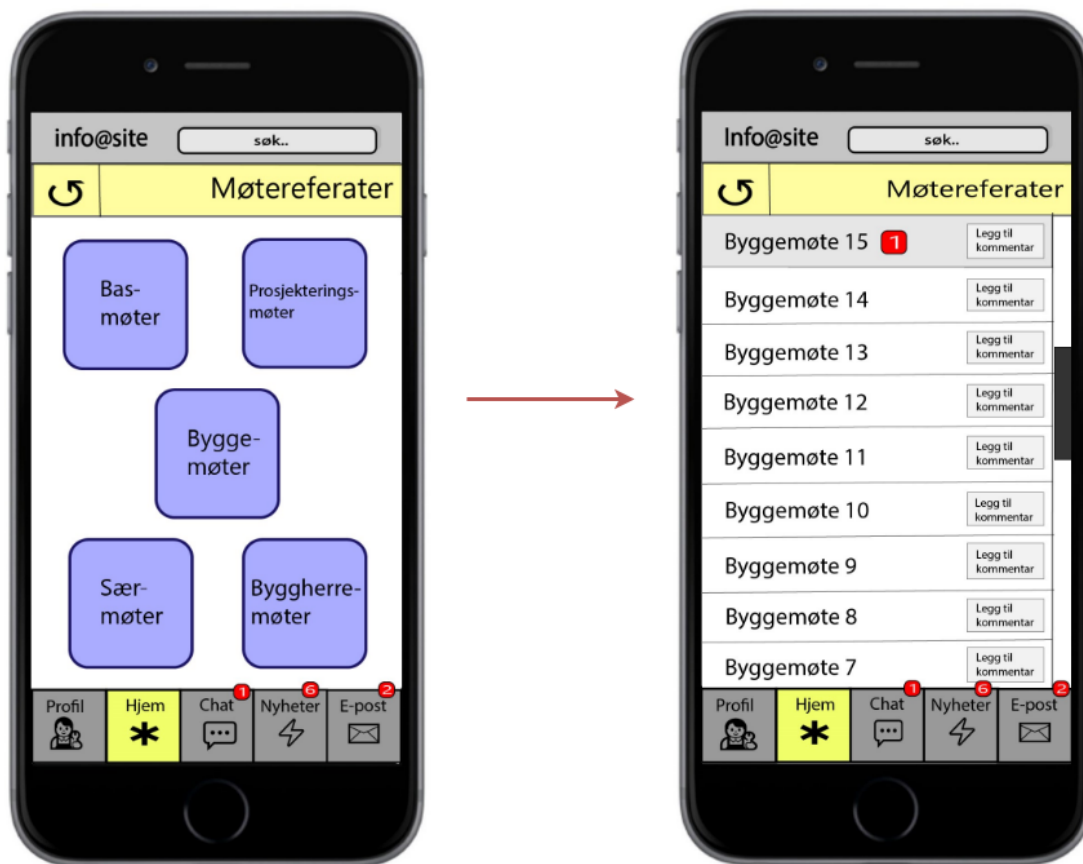 info@site
søk..
Møtereferater
Bas-
møter
Prosjekterings-
møter
Bygge-
møter
Sær-
møter
Byggherre-
møter
Profil
Hjem
Chat
1
Nyheter
6
E-post
2
Info@site
søk..
Møtereferater
Byggemøte 15
1
Legg til
kommentar
Byggemøte 14
Legg til
kommentar
Byggemøte 13
Legg til
kommentar
Byggemøte 12
Legg til
kommentar
Byggemøte 11
Legg til
kommentar
Byggemøte 10
Legg til
kommentar
Byggemøte 9
Legg til
kommentar
Byggemøte 8
Legg til
kommentar
Byggemøte 7
Legg til
kommentar
Profil
Hjem
Chat
1
Nyheter
6
E-post
2